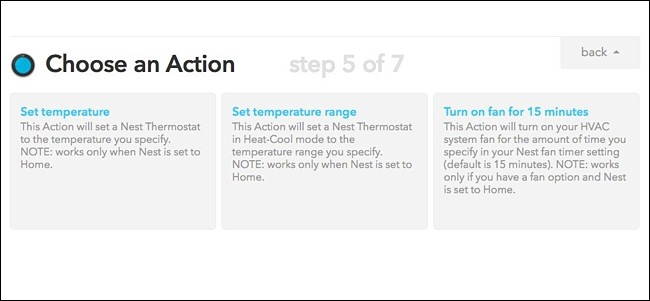 back
Choose an Action step 5 of 7
Set temperature
This Action will set a Nest Thermostat
to the temperature you specify.
NOTE: works only when Nest is set to
Home.
Set temperature range
This Action will set a Nest Thermostat
in Heat-Cool mode to the
temperature range you specify.
NOTE: works only when Nest is set to
Home.
Turn on fan for 15 minutes
This Action will turn on your HVAC
system fan for the amount of time you
specify in your Nest fan timer setting
(default is 15 minutes). NOTE: works
only if you have a fan option and Nest
is set to Home.